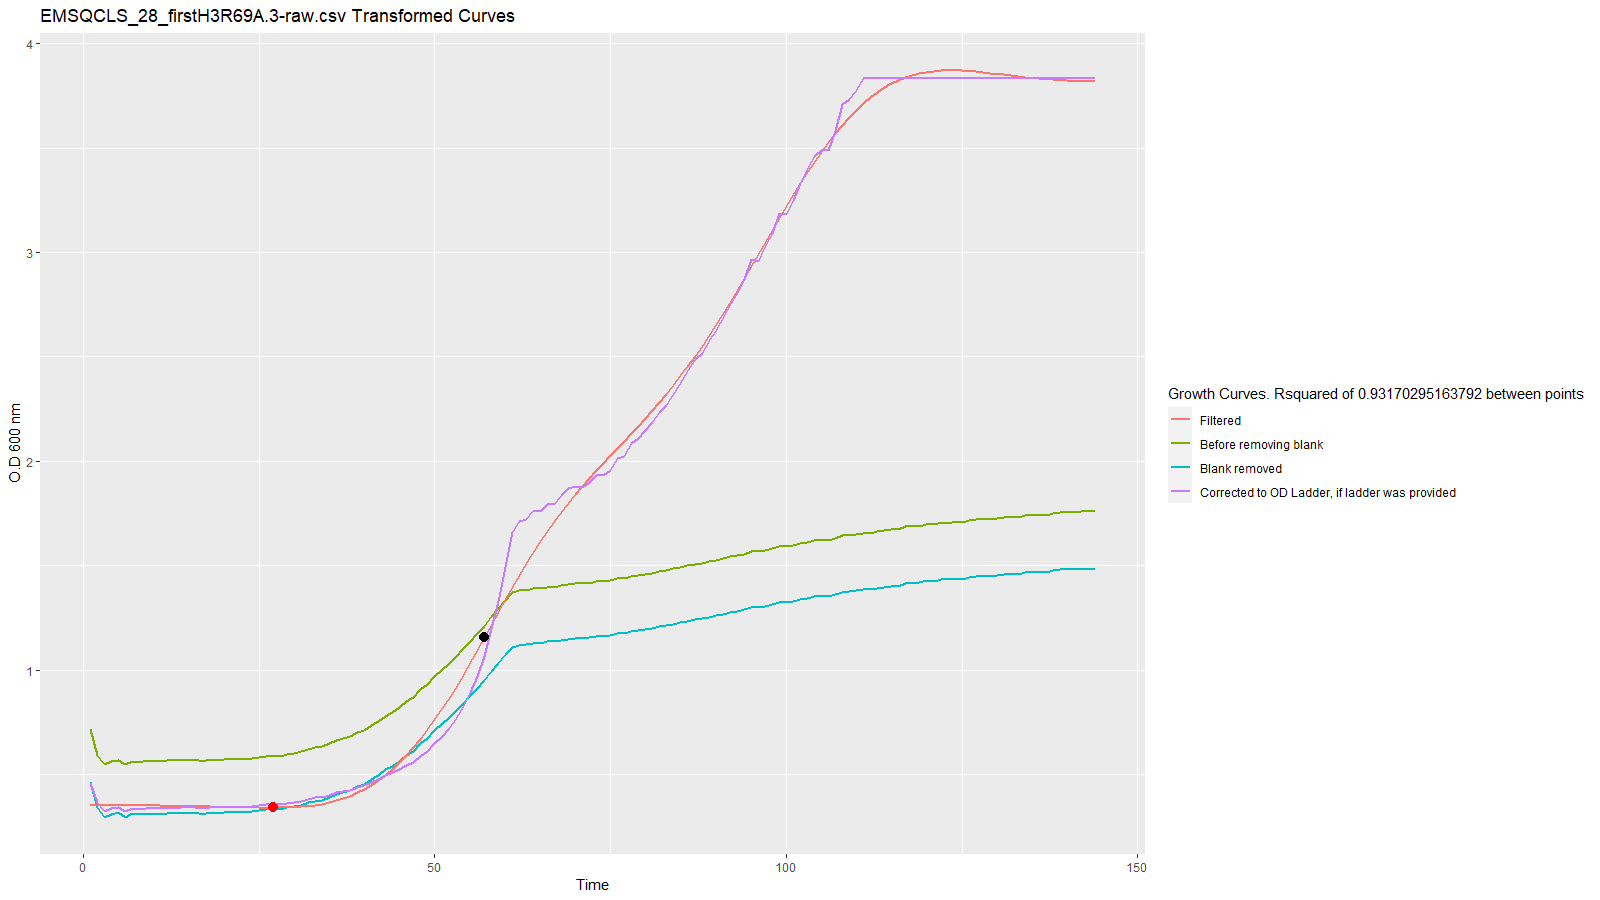 EMSQCLS_28_firstH3R69A.3-raw.csv Transformed Curves
4
3
2
1
O.D 600 nm
0
50
100
150
Time
Growth Curves. Rsquared of 0.93170295163792 between points
Filtered
Before removing blank
Blank removed
Corrected to OD Ladder, if ladder was provided